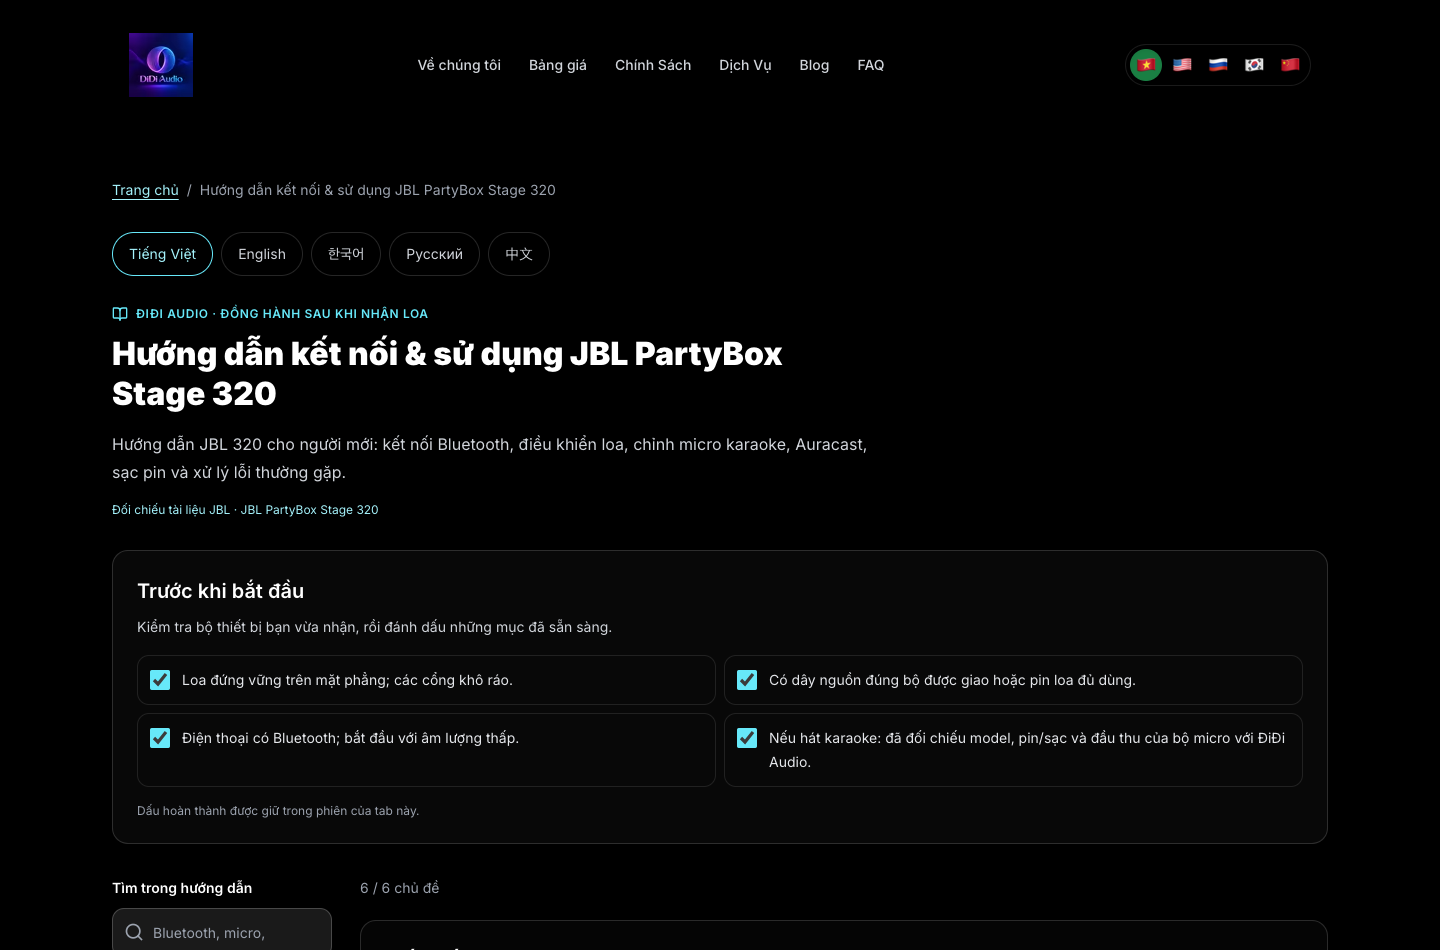 DIDI Audio
Về chúng tôi
Bảng giá
Chính Sách
Dịch Vụ
Blog
FAQ
Trang chủ / Hướng dẫn kết nối & sử dụng JBL PartyBox Stage 320
Tiếng Việt
English
한국어
Русский
中文
ĐIĐI AUDIO · ĐỒNG HÀNH SAU KHI NHẬN LOA
Hướng dẫn kết nối & sử dụng JBL PartyBox
Stage 320
Hướng dẫn JBL 320 cho người mới: kết nối Bluetooth, điều khiển loa, chỉnh micro karaoke, Auracast,
sạc pin và xử lý lỗi thường gặp.
Đối chiếu tài liệu JBL · JBL PartyBox Stage 320
Trước khi bắt đầu
Kiểm tra bộ thiết bị bạn vừa nhận, rồi đánh dấu những mục đã sẵn sàng.
Loa đứng vững trên mặt phẳng; các cổng khô ráo.
Có dây nguồn đúng bộ được giao hoặc pin loa đủ dùng.
Điện thoại có Bluetooth; bắt đầu với âm lượng thấp.
Nếu hát karaoke: đã đối chiếu model, pin/sạc và đầu thu của bộ micro với ĐiĐi
Audio.
Dấu hoàn thành được giữ trong phiên của tab này.
Tìm trong hướng dẫn
6 / 6 chủ đề
Bluetooth, micro,